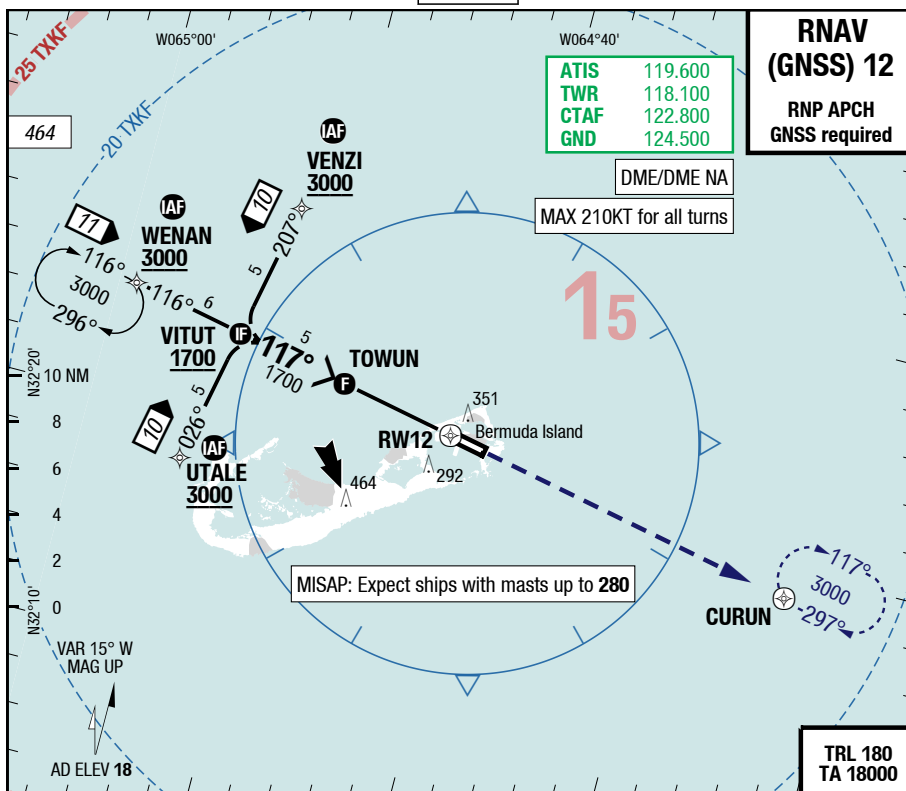 W065°00'
W064°40'
25 TXKF
20 TXKF
RNAV
(GNSS) 12
RNP APCH
GNSS required
ATIS 119.600
TWR 118.100
CTAF 122.800
GND 124.500
464
DME/DME NA
MAX 210KT for all turns
IAF
VENZI
3000
10
207°
5
IAF
WENAN
3000
11
116°
3000
296°
116°
6
15
VITUT
1700
IF
117°
5
1700
TOWUN
F
N32°20'
10 NM
8
6
4
2
0
N32°10'
5
026°
10
IAF
UTALE
3000
351
RW12
Bermuda Island
292
464
MISAP: Expect ships with masts up to 280
CURUN
117°
3000
297°
VAR 15° W
MAG UP
AD ELEV 18
TRL 180
TA 18000